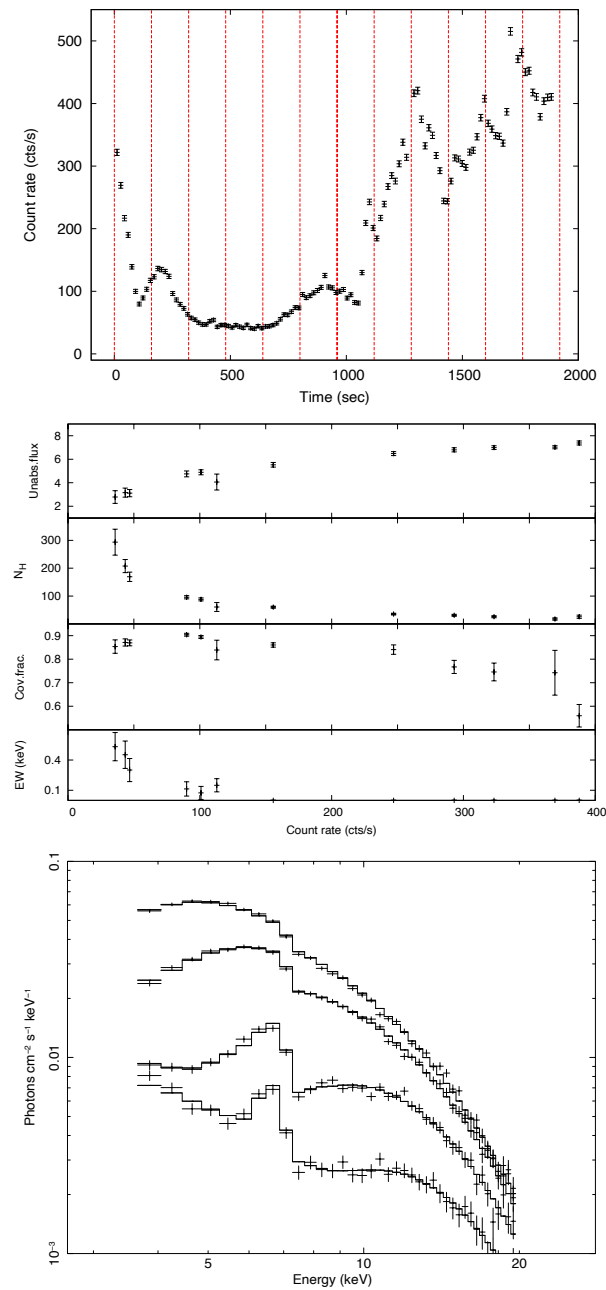 500
400
300
200
100
0
Count rate (cts/s)
0 500 1000 1500 2000
Time (sec)
Unabs.flux
8
6
4
2
N_H
300
200
100
Cov.frac.
0.9
0.8
0.7
0.6
EW (keV)
0.4
0.1
0 100 200 300 400
Count rate (cts/s)
Photons cm⁻² s⁻¹ keV⁻¹
0.1
0.01
10⁻³
5 10 20
Energy (keV)